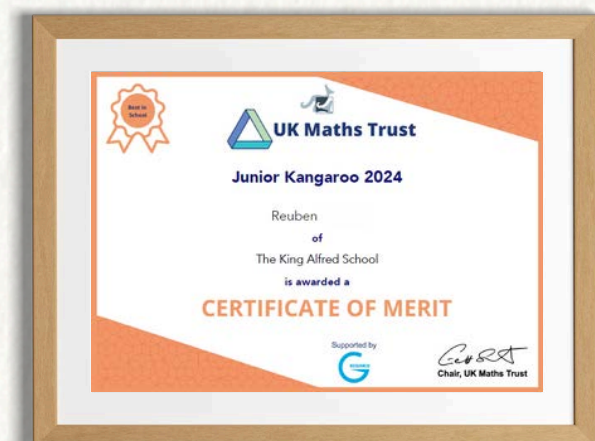 Best in
School
UK Maths Trust
Junior Kangaroo 2024
Reuben
of
The King Alfred School
is awarded a
CERTIFICATE OF MERIT
Supported by
G
RESEARCH
Chair, UK Maths Trust